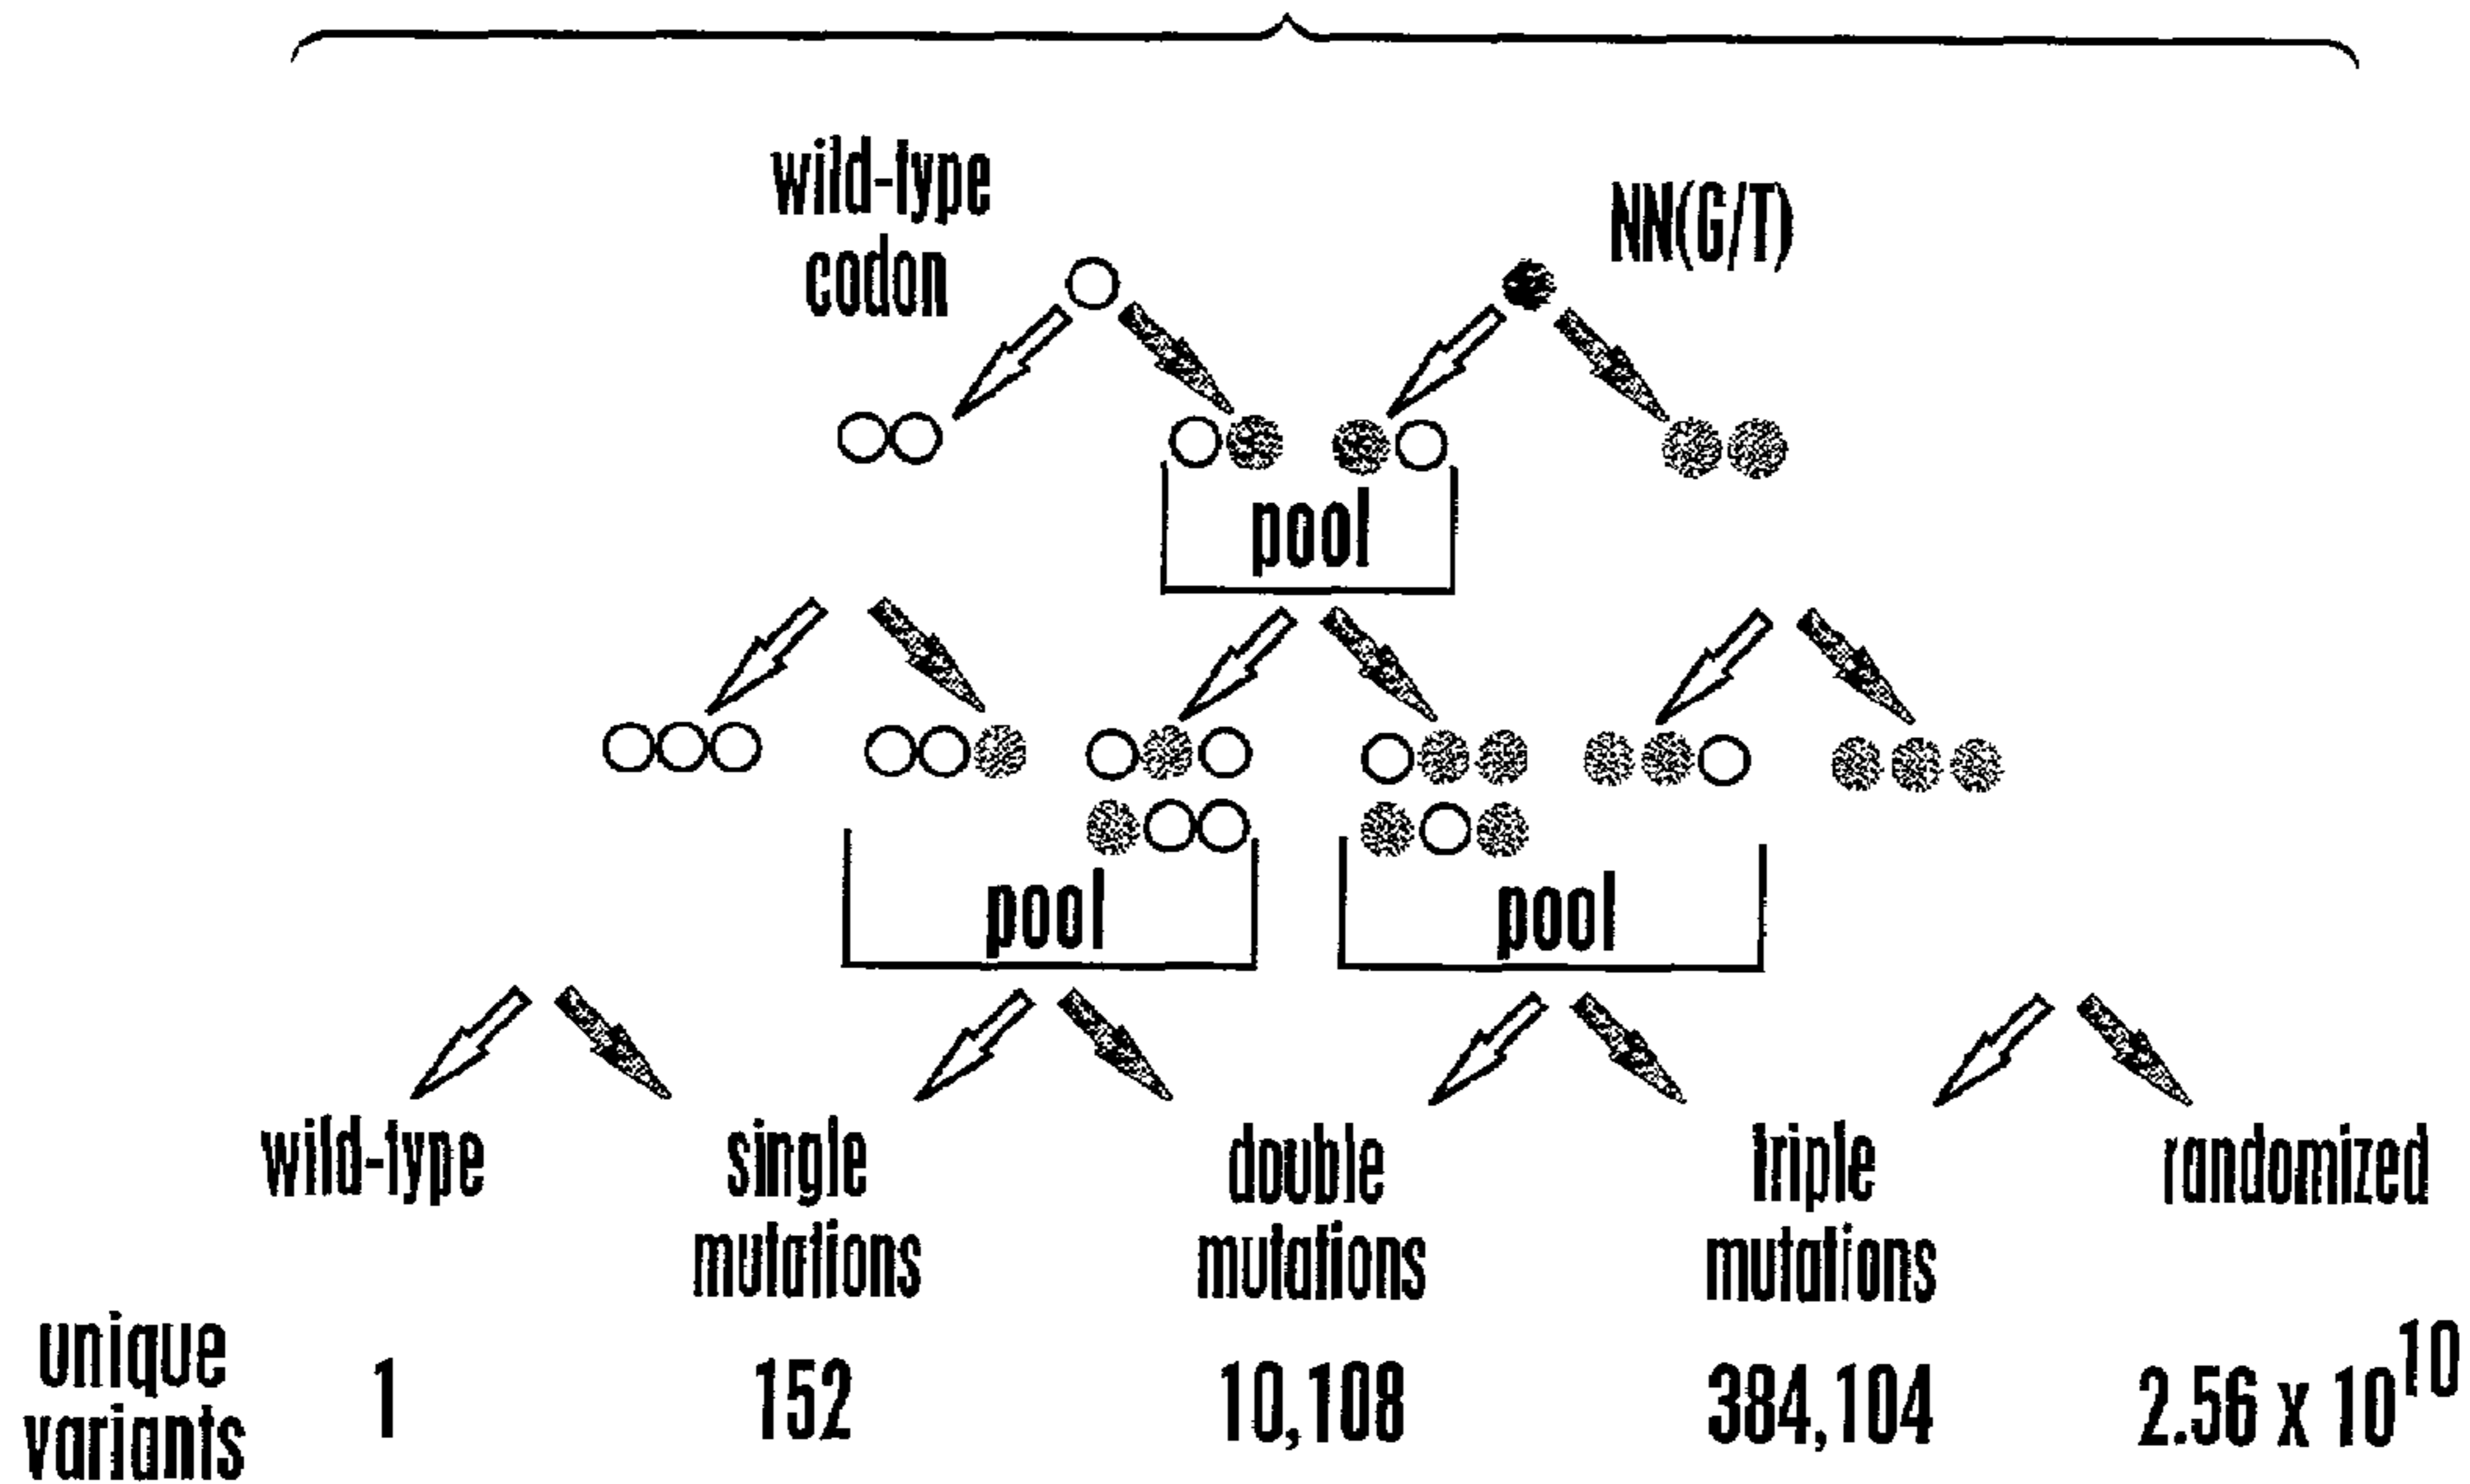 wild-type
codon
NN(G/T)
pool
pool
pool
wild-type
single
mutations
double
mutations
triple
mutations
randomized
unique
variants
1
152
10,108
384,104
2.56 x 10^10